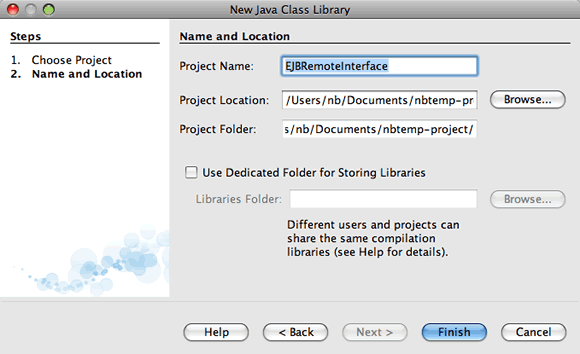 New Java Class Library
Steps
1. Choose Project
2. Name and Location
Name and Location
Project Name: EJBRemoteInterface
Project Location: /Users/nb/Documents/nbtemp-pr Browse...
Project Folder: s/nb/Documents/nbtemp-project/
Use Dedicated Folder for Storing Libraries
Libraries Folder: Browse...
Different users and projects can
share the same compilation
libraries (see Help for details).
Help < Back Next > Finish Cancel